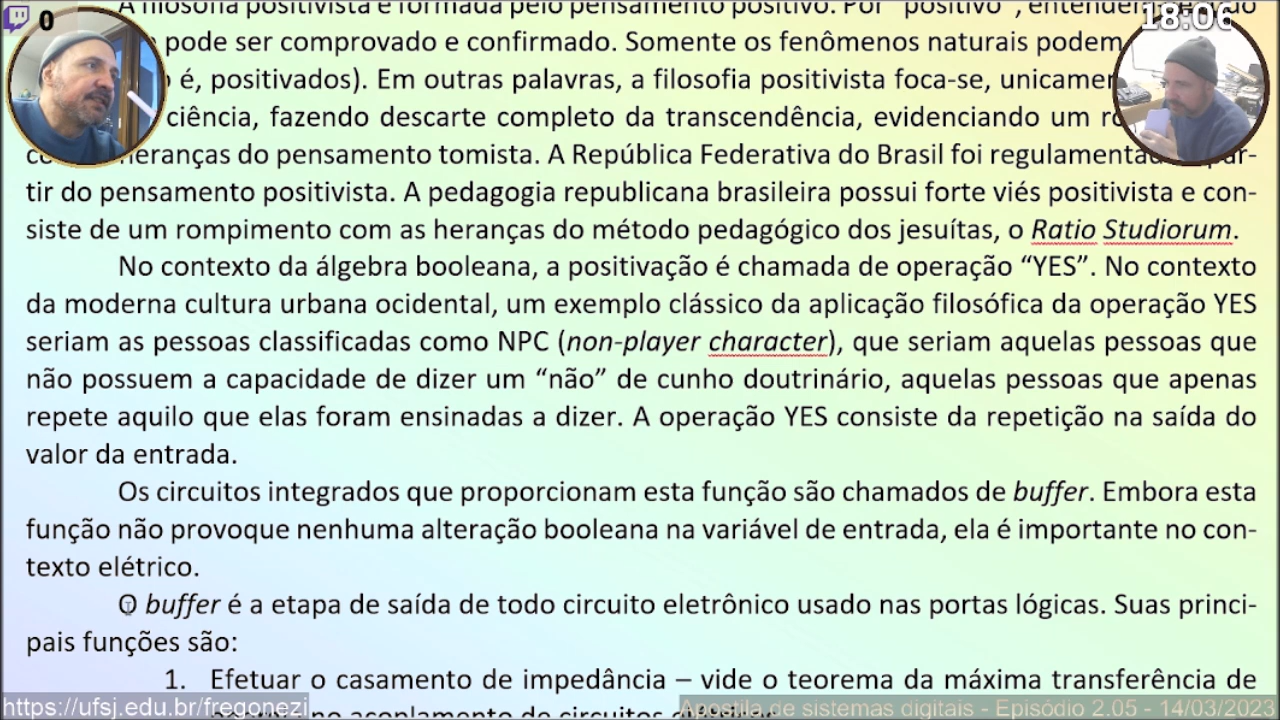 0
18:06
A filosofia positivista é formada pelo pensamento positivo. Por "positivo", entendem
pode ser comprovado e confirmado. Somente os fenômenos naturais podem
é, positivados). Em outras palavras, a filosofia positivista foca-se,
ciência, fazendo descarte completo da transcendência, evidenciando um
heranças do pensamento tomista. A República Federativa do Brasil foi par-
tir do pensamento positivista. A pedagogia republicana brasileira possui forte viés positivista e con-
siste de um rompimento com as heranças do método pedagógico dos jesuítas, o Ratio Studiorum.
No contexto da álgebra booleana, a positivação é chamada de operação “YES”. No contexto
da moderna cultura urbana ocidental, um exemplo clássico da aplicação filosófica da operação YES
seriam as pessoas classificadas como NPC (non-player character), que seriam aquelas pessoas que
não possuem a capacidade de dizer um “não” de cunho doutrinário, aquelas pessoas que apenas
repete aquilo que elas foram ensinadas a dizer. A operação YES consiste da repetição na saída do
valor da entrada.
Os circuitos integrados que proporcionam esta função são chamados de buffer. Embora esta
função não provoque nenhuma alteração booleana na variável de entrada, ela é importante no con-
texto elétrico.
O buffer é a etapa de saída de todo circuito eletrônico usado nas portas lógicas. Suas princi-
pais funções são:
1. Efetuar o casamento de impedância – vide o teorema da máxima transferência de
no acoplamento de circuitos
https://ufsj.edu.br/fregonezi
Apostila de sistemas digitais - Episódio 2.05 - 14/03/2023